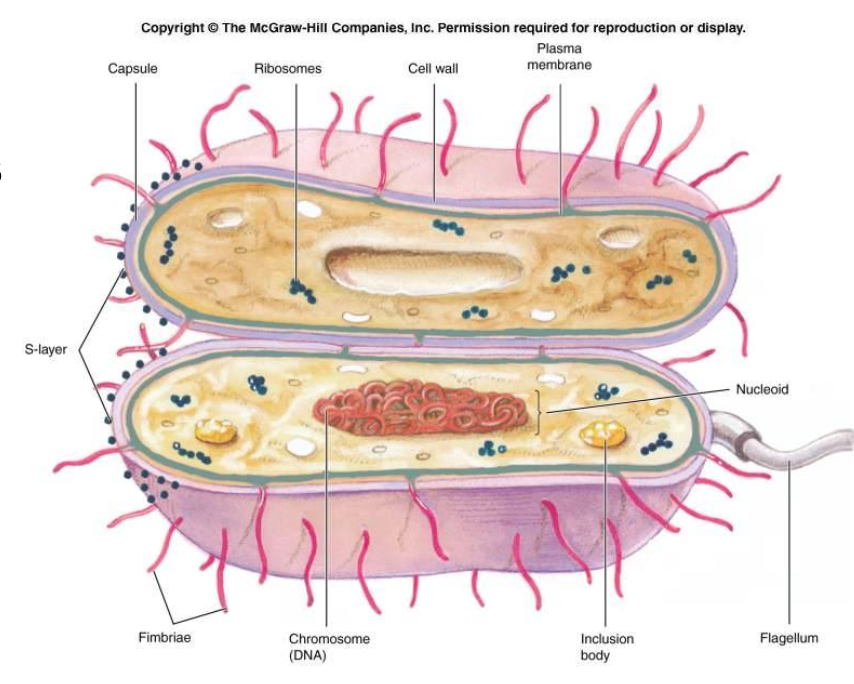 Copyright © The McGraw-Hill Companies, Inc. Permission required for reproduction or display.
Capsule
Ribosomes
Cell wall
Plasma
membrane
S-layer
Nucleoid
Fimbriae
Chromosome
(DNA)
Inclusion
body
Flagellum